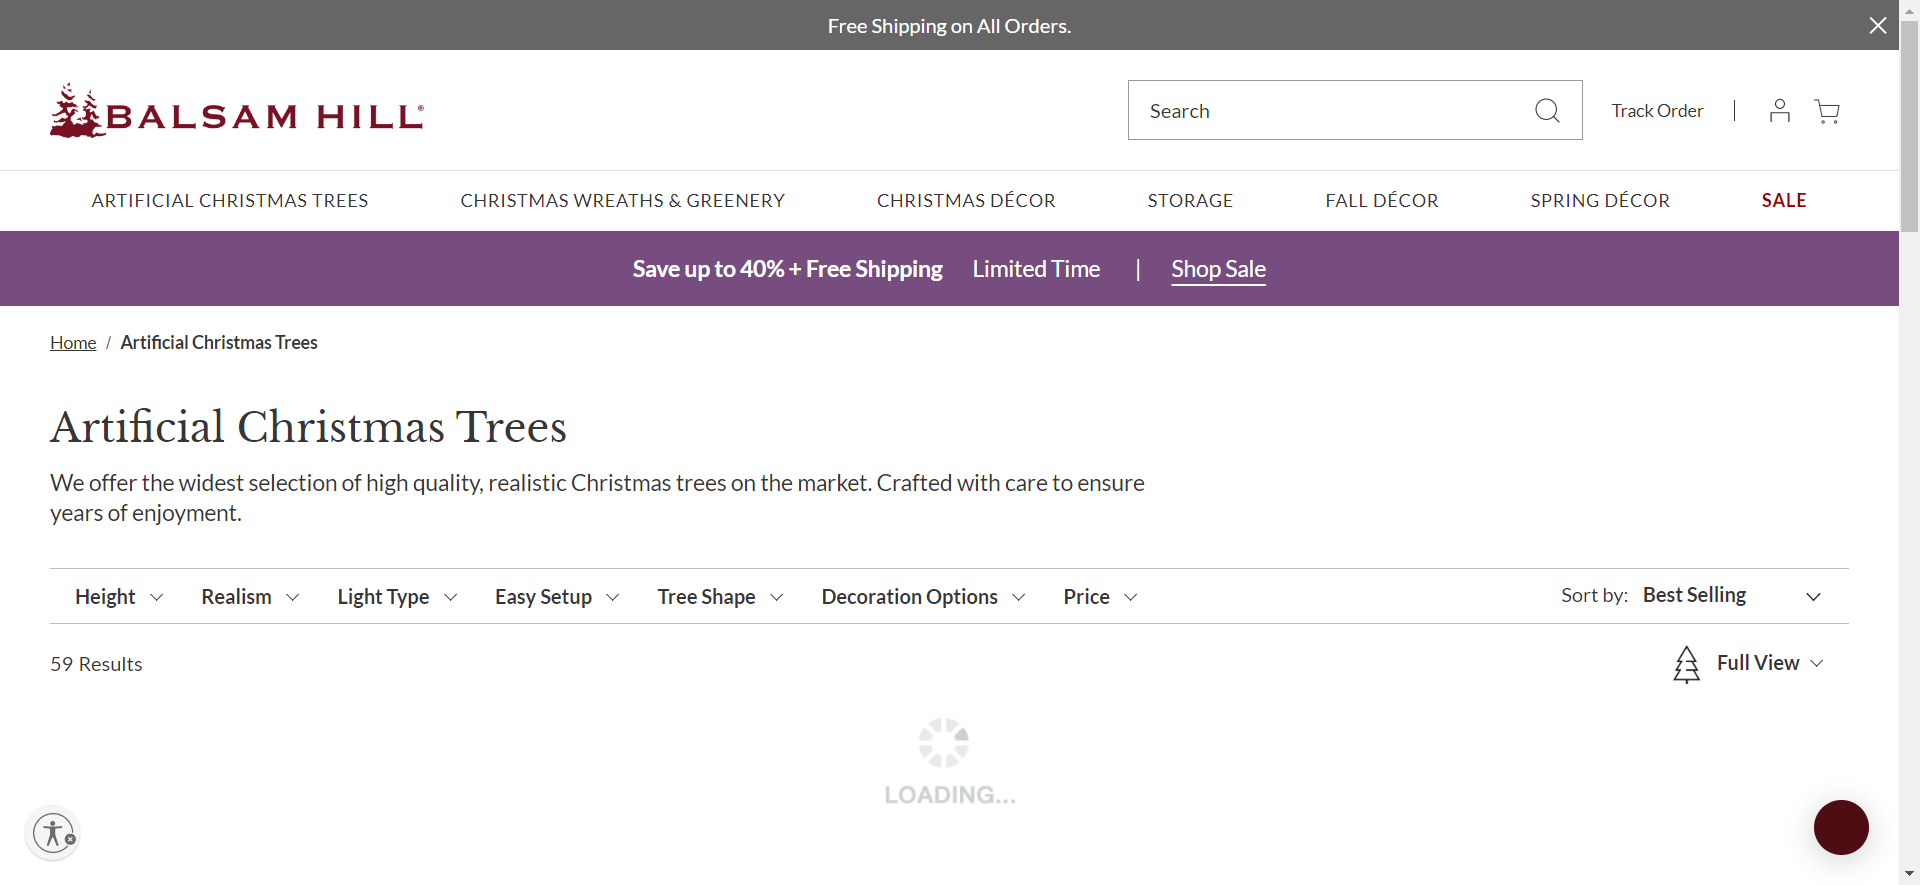 Free Shipping on All Orders.
BALSAM HILL®
Search
Track Order
ARTIFICIAL CHRISTMAS TREES
CHRISTMAS WREATHS & GREENERY
CHRISTMAS DÉCOR
STORAGE
FALL DÉCOR
SPRING DÉCOR
SALE
Save up to 40% + Free Shipping Limited Time | Shop Sale
Home / Artificial Christmas Trees
Artificial Christmas Trees
We offer the widest selection of high quality, realistic Christmas trees on the market. Crafted with care to ensure
years of enjoyment.
Height
Realism
Light Type
Easy Setup
Tree Shape
Decoration Options
Price
Sort by: Best Selling
59 Results
Full View
LOADING...